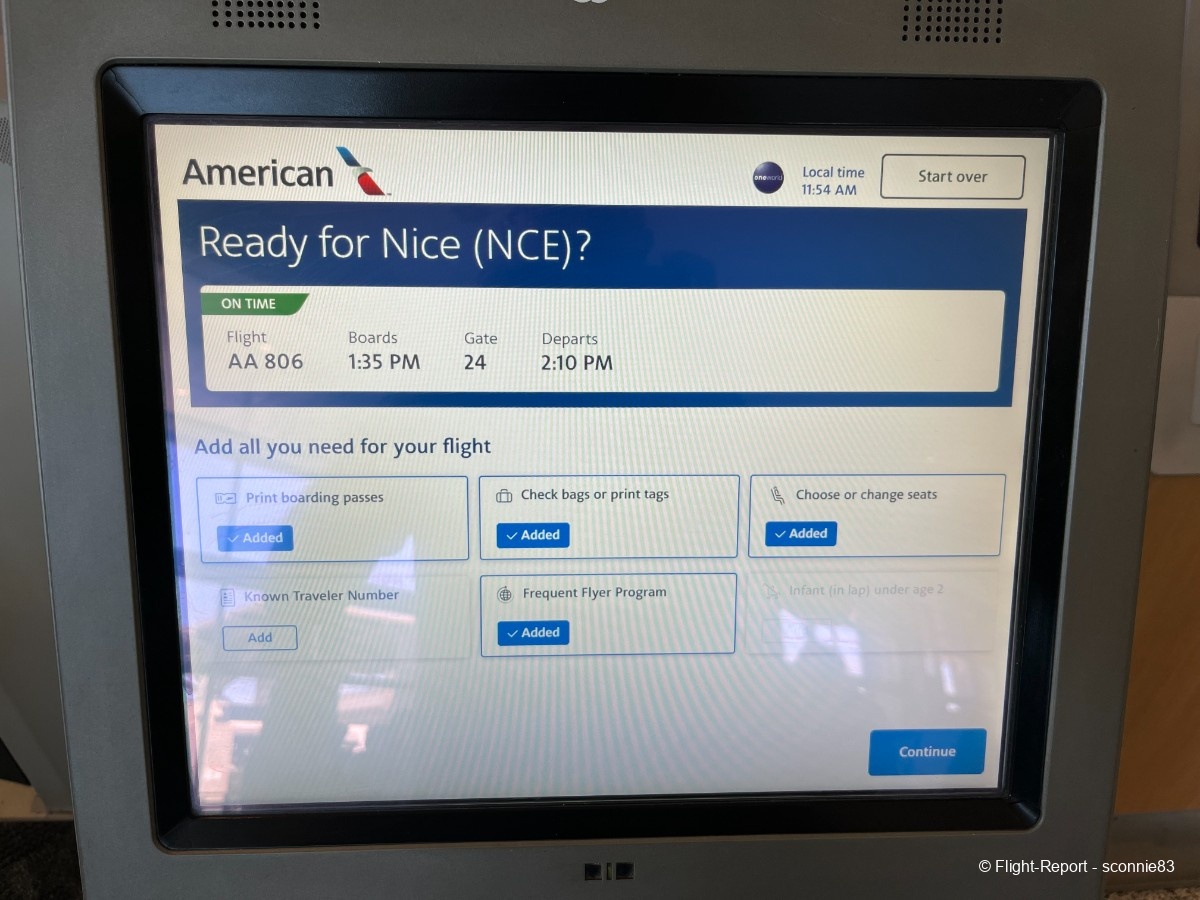 American
oneworld
Local time
11:54 AM
Start over
Ready for Nice (NCE)?
ON TIME
Flight
Boards
Gate
Departs
AA 806
1:35 PM
24
2:10 PM
Add all you need for your flight
Print boarding passes
Check bags or print tags
Choose or change seats
✓ Added
✓ Added
✓ Added
Known Traveler Number
Frequent Flyer Program
Infant (in lap) under age 2
Add
✓ Added
Continue
© Flight-Report - sconnie83